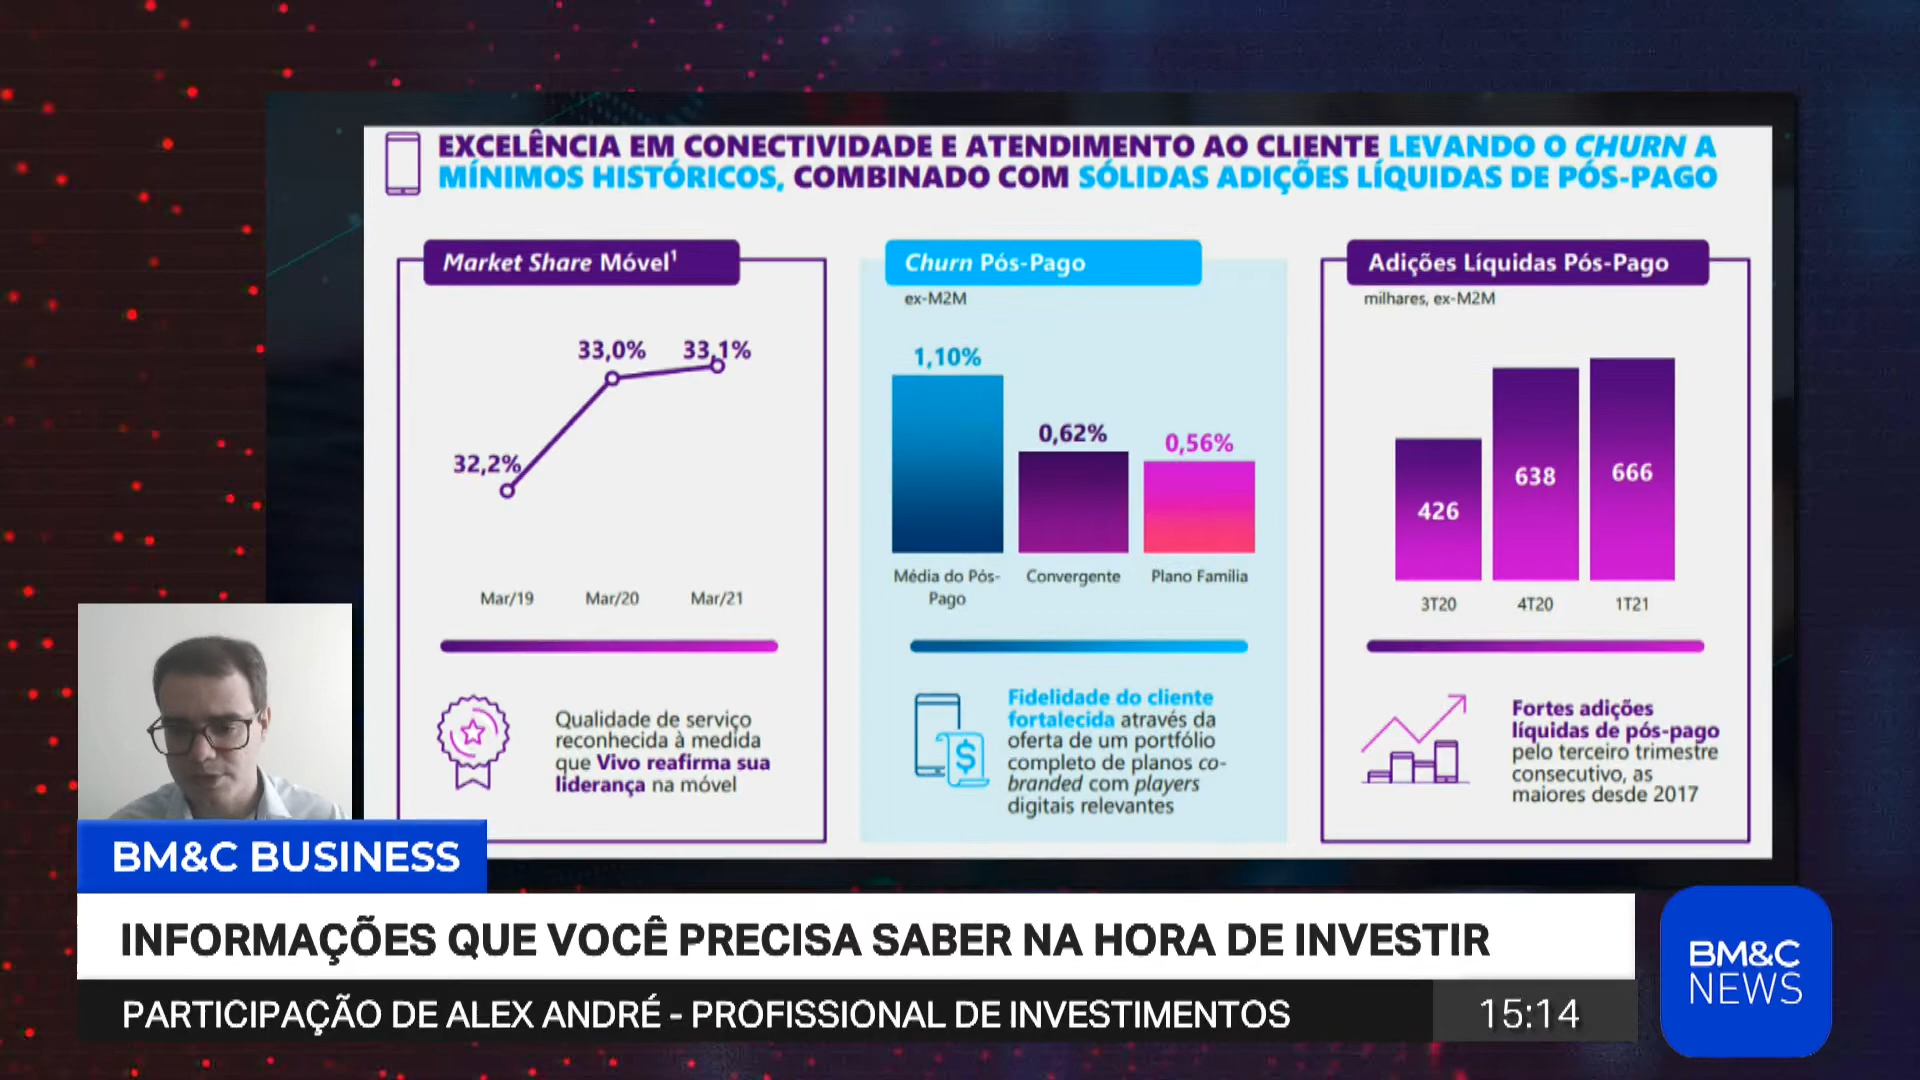 EXCELÊNCIA EM CONECTIVIDADE E ATENDIMENTO AO CLIENTE LEVANDO O CHURN A
MÍNIMOS HISTÓRICOS, COMBINADO COM SÓLIDAS ADIÇÕES LÍQUIDAS DE PÓS-PAGO
Market Share Móvel¹
33,0%
33,1%
32,2%
Mar/19
Mar/20
Mar/21
Qualidade de serviço
reconhecida à medida
que Vivo reafirma sua
liderança na móvel
Churn Pós-Pago
ex-M2M
1,10%
0,62%
0,56%
Média do Pós-
Pago
Convergente
Plano Família
$
Fidelidade do cliente
fortalecida através da
oferta de um portfólio
completo de planos co-
branded com players
digitais relevantes
Adições Líquidas Pós-Pago
milhares, ex-M2M
426
638
666
3T20
4T20
1T21
Fortes adições
líquidas de pós-pago
pelo terceiro trimestre
consecutivo, as
maiores desde 2017
BM&C BUSINESS
INFORMAÇÕES QUE VOCÊ PRECISA SABER NA HORA DE INVESTIR
PARTICIPAÇÃO DE ALEX ANDRÉ - PROFISSIONAL DE INVESTIMENTOS
15:14
BM&C
NEWS